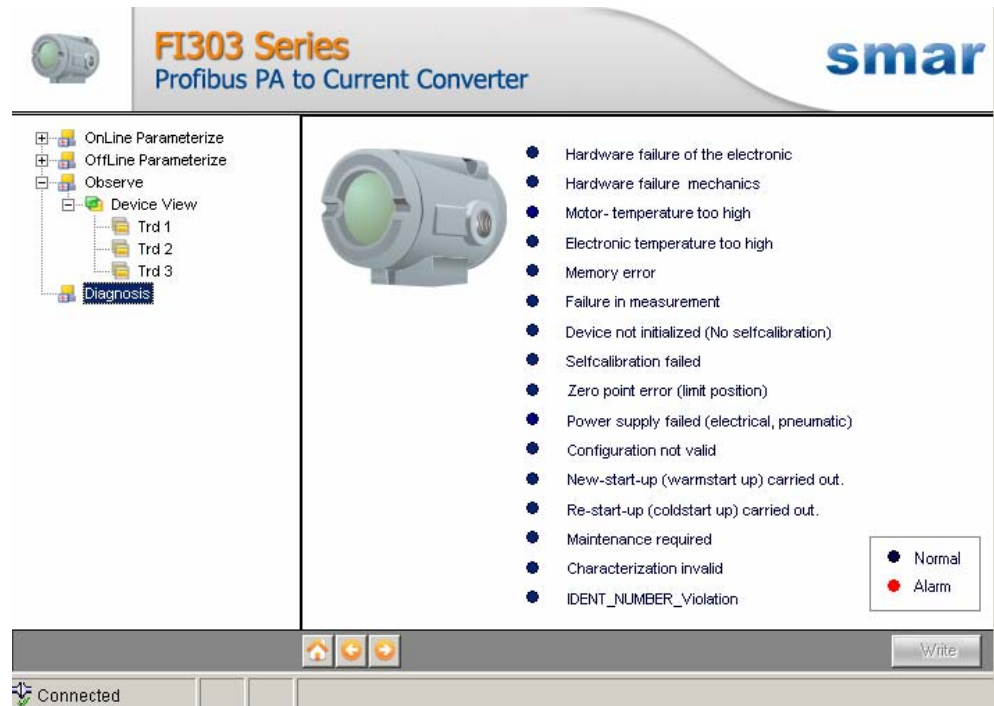 FI303 Series
Profibus PA to Current Converter
smar
OnLine Parameterize
OffLine Parameterize
Observe
Device View
Trd 1
Trd 2
Trd 3
Diagnosis
Hardware failure of the electronic
Hardware failure mechanics
Motor- temperature too high
Electronic temperature too high
Memory error
Failure in measurement
Device not initialized (No selfcalibration)
Selfcalibration failed
Zero point error (limit position)
Power supply failed (electrical, pneumatic)
Configuration not valid
New-start-up (warmstart up) carried out.
Re-start-up (coldstart up) carried out.
Maintenance required
Characterization invalid
IDENT_NUMBER_Violation
Normal
Alarm
Write
Connected